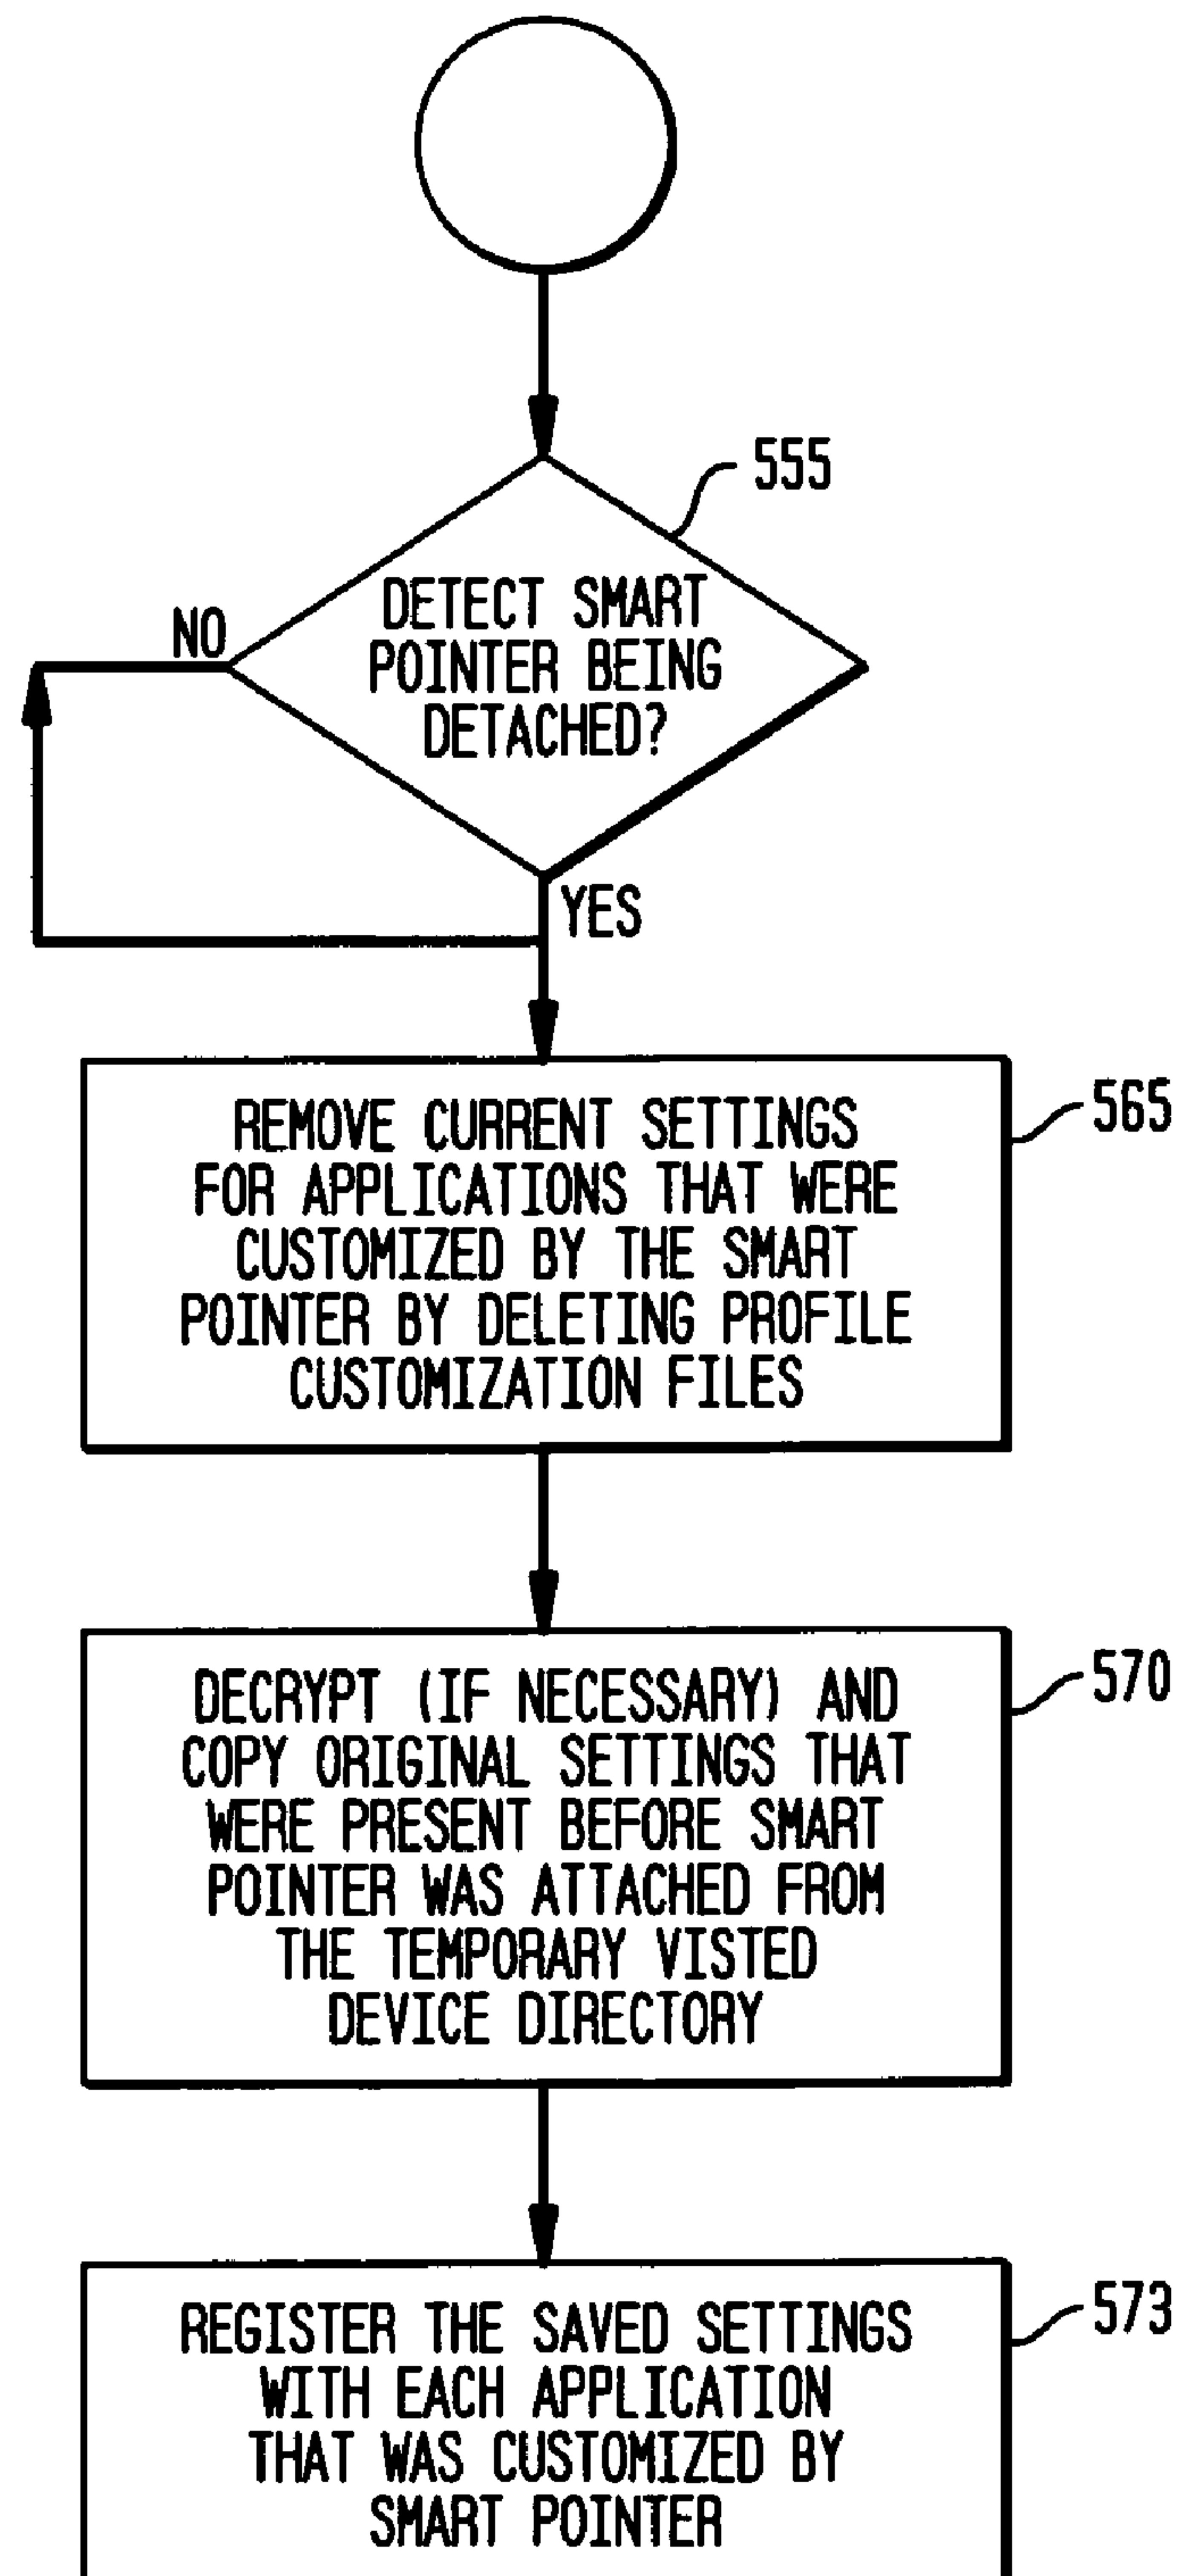 555
DETECT SMART
POINTER BEING
DETACHED?
NO
YES
565
REMOVE CURRENT SETTINGS
FOR APPLICATIONS THAT WERE
CUSTOMIZED BY THE SMART
POINTER BY DELETING PROFILE
CUSTOMIZATION FILES
570
DECRYPT (IF NECESSARY) AND
COPY ORIGINAL SETTINGS THAT
WERE PRESENT BEFORE SMART
POINTER WAS ATTACHED FROM
THE TEMPORARY VISTED
DEVICE DIRECTORY
573
REGISTER THE SAVED SETTINGS
WITH EACH APPLICATION
THAT WAS CUSTOMIZED BY
SMART POINTER